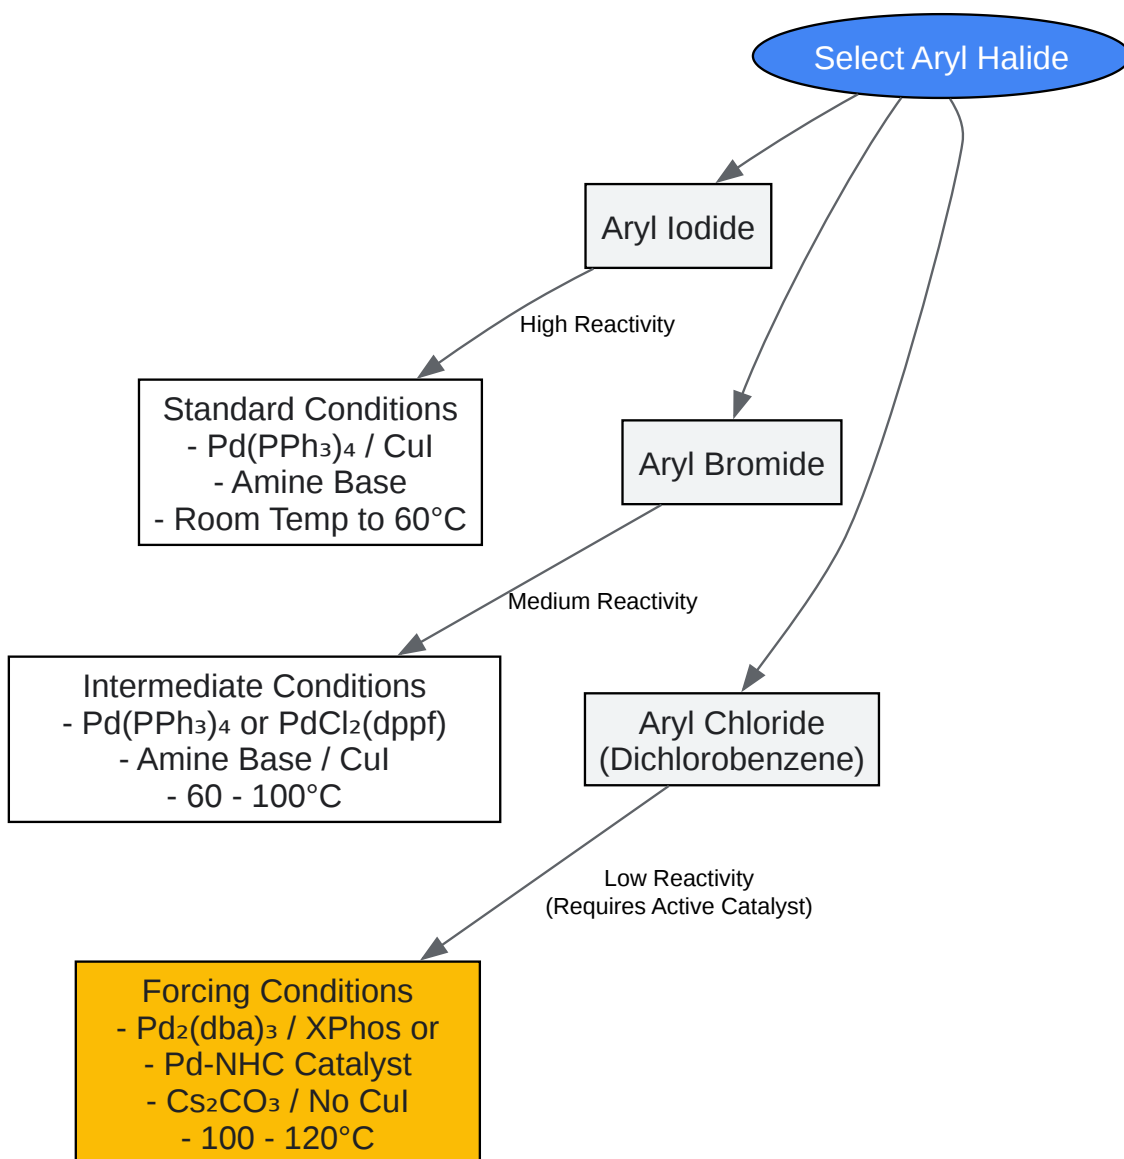 Select Aryl Halide
Aryl Iodide
High Reactivity
Standard Conditions
- Pd(PPh₃)₄ / CuI
- Amine Base
- Room Temp to 60°C
Aryl Bromide
Medium Reactivity
Intermediate Conditions
- Pd(PPh₃)₄ or PdCl₂(dppf)
- Amine Base / CuI
- 60 - 100°C
Aryl Chloride
(Dichlorobenzene)
Low Reactivity
(Requires Active Catalyst)
Forcing Conditions
- Pd₂(dba)₃ / XPhos or
- Pd-NHC Catalyst
- Cs₂CO₃ / No CuI
- 100 - 120°C